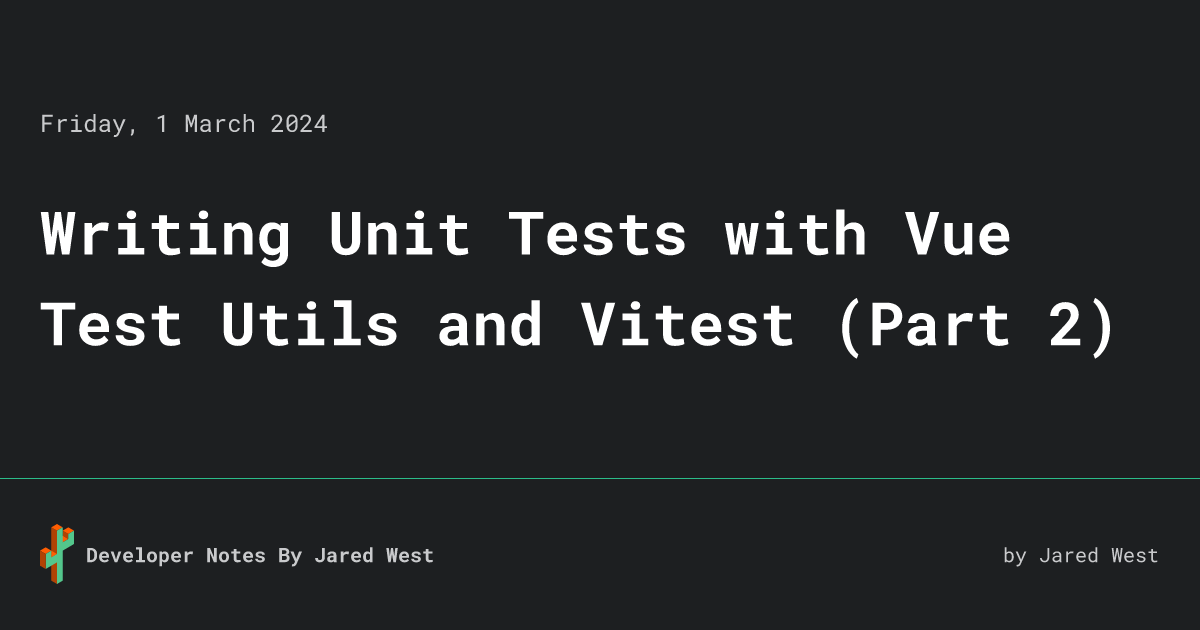 Friday, 1 March 2024
Writing Unit Tests with Vue
Test Utils and Vitest (Part 2)
Developer Notes By Jared West
by Jared West